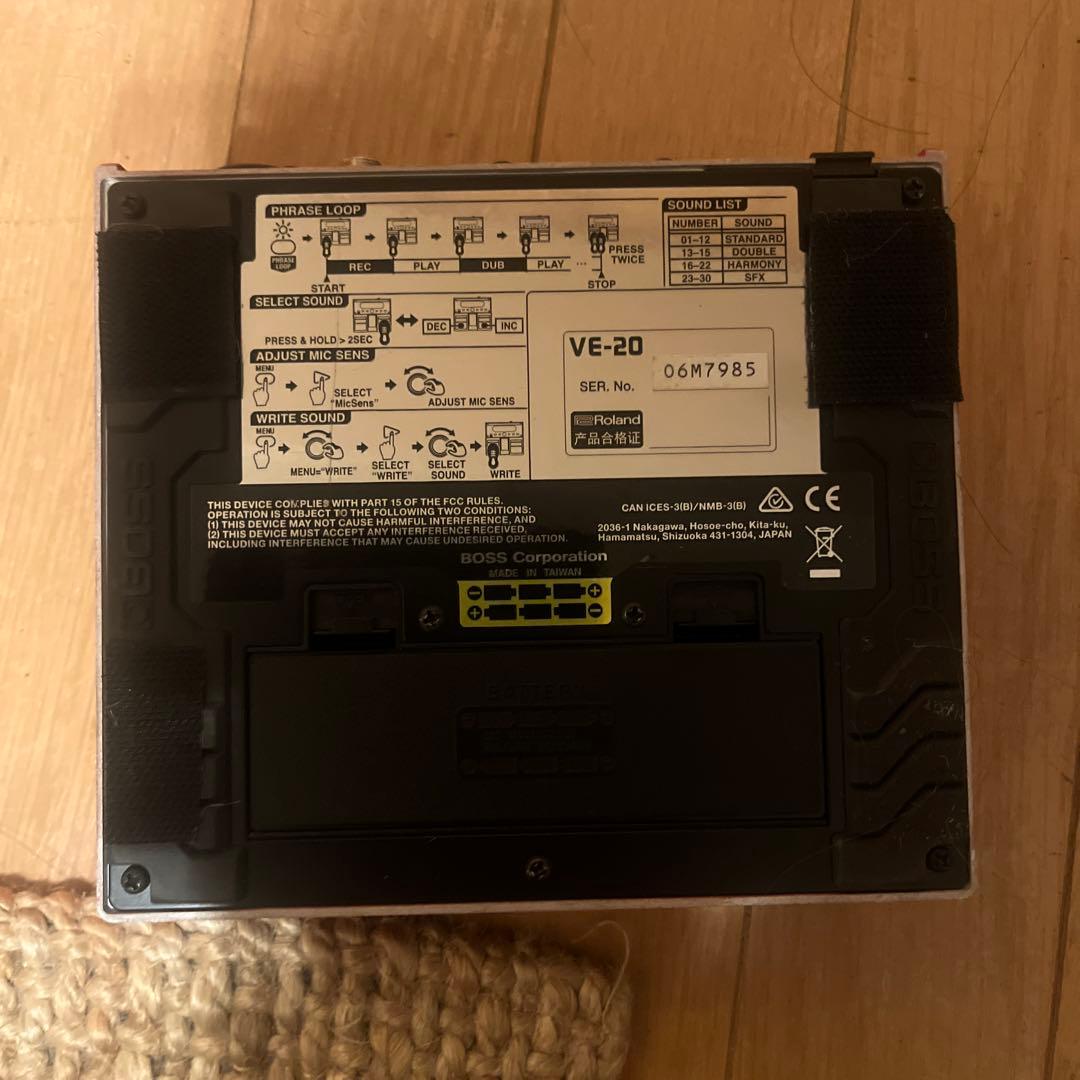 PHRASE LOOP
PHRASE
LOOP
REC
PLAY
DUB
PLAY
...
PRESS
TWICE
START
STOP
SOUND LIST
NUMBER SOUND
01–12 STANDARD
13–15 DOUBLE
16–22 HARMONY
23–30 SFX
SELECT SOUND
PRESS & HOLD > 2SEC
DEC
INC
ADJUST MIC SENS
MENU
SELECT
"MicSens"
ADJUST MIC SENS
WRITE SOUND
MENU
MENU="WRITE"
SELECT
"WRITE"
SELECT
SOUND
WRITE
VE-20
SER. No. 06M7985
Roland
产品合格证
THIS DEVICE COMPLIES WITH PART 15 OF THE FCC RULES.
OPERATION IS SUBJECT TO THE FOLLOWING TWO CONDITIONS:
(1) THIS DEVICE MAY NOT CAUSE HARMFUL INTERFERENCE, AND
(2) THIS DEVICE MUST ACCEPT ANY INTERFERENCE RECEIVED,
INCLUDING INTERFERENCE THAT MAY CAUSE UNDESIRED OPERATION.
CAN ICES-3(B)/NMB-3(B)
CE
2036-1 Nakagawa, Hosoe-cho, Kita-ku,
Hamamatsu, Shizuoka 431-1304, JAPAN
BOSS Corporation
MADE IN TAIWAN
BOSS
BOSS
BATTERY